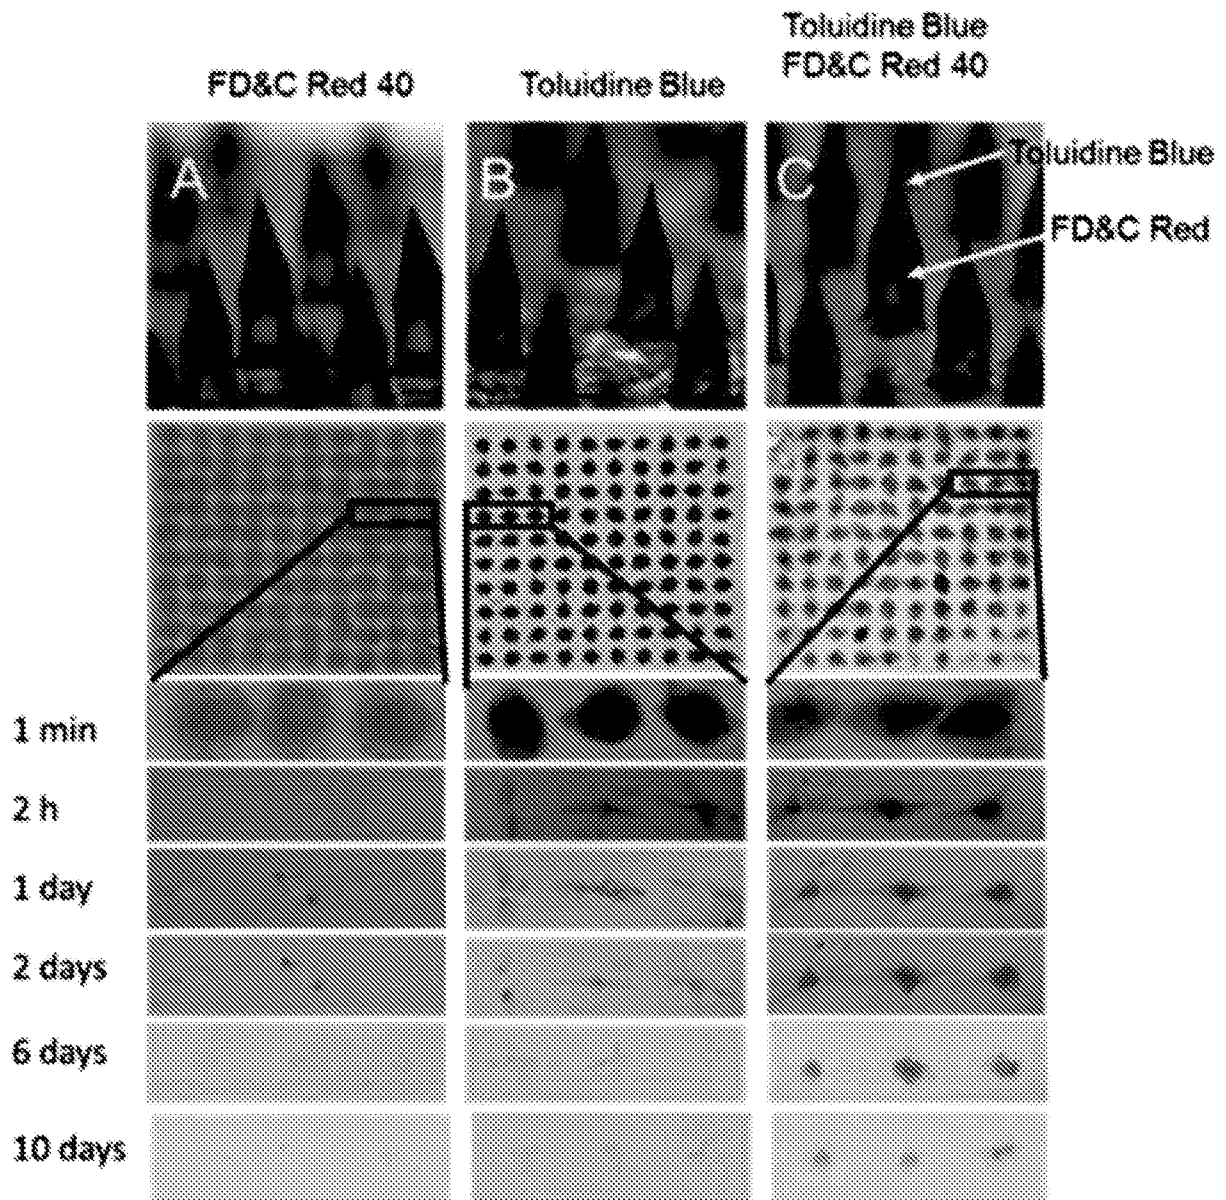 Toluidine Blue
FD&C Red 40
FD&C Red 40
Toluidine Blue
A
B
C
Toluidine Blue
FD&C Red
1 min
2 h
1 day
2 days
6 days
10 days